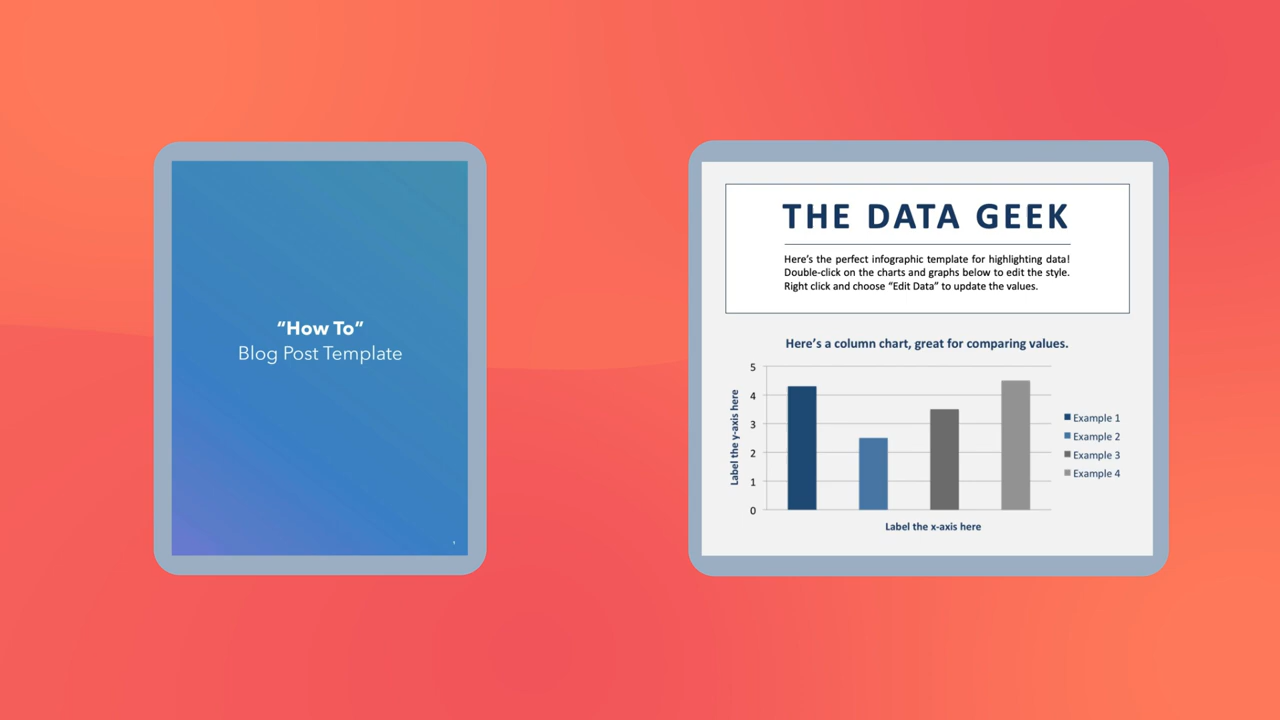 “How To”
Blog Post Template
THE DATA GEEK
Here’s the perfect infographic template for highlighting data!
Double-click on the charts and graphs below to edit the style.
Right click and choose “Edit Data” to update the values.
Here’s a column chart, great for comparing values.
Label the y-axis here
5
4
3
2
1
0
Example 1
Example 2
Example 3
Example 4
Label the x-axis here